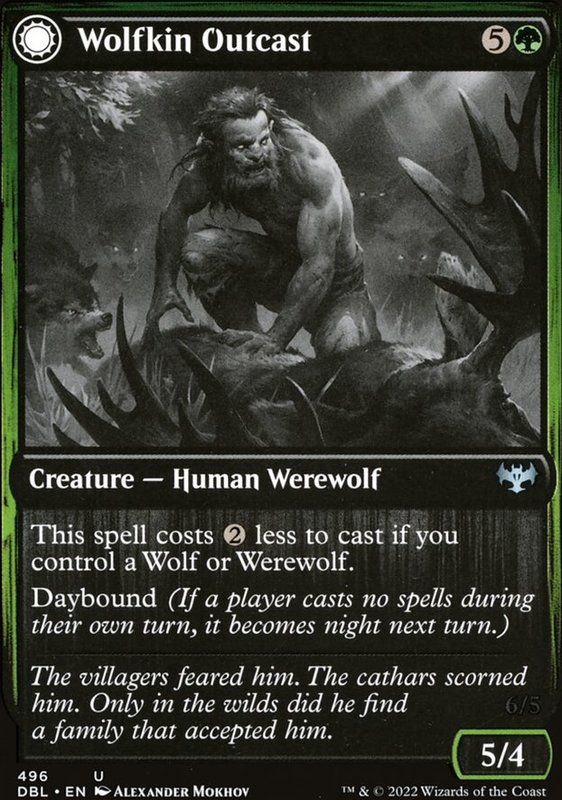 Wolfkin Outcast
5
Creature — Human Werewolf
This spell costs 2 less to cast if you
control a Wolf or Werewolf.
Daybound (If a player casts no spells during
their own turn, it becomes night next turn.)
The villagers feared him. The cathars scorned
him. Only in the wilds did he find
a family that accepted him.
6/5
5/4
496 U
DBL • EN ALEXANDER MOKHOV
™ & © 2022 Wizards of the Coast